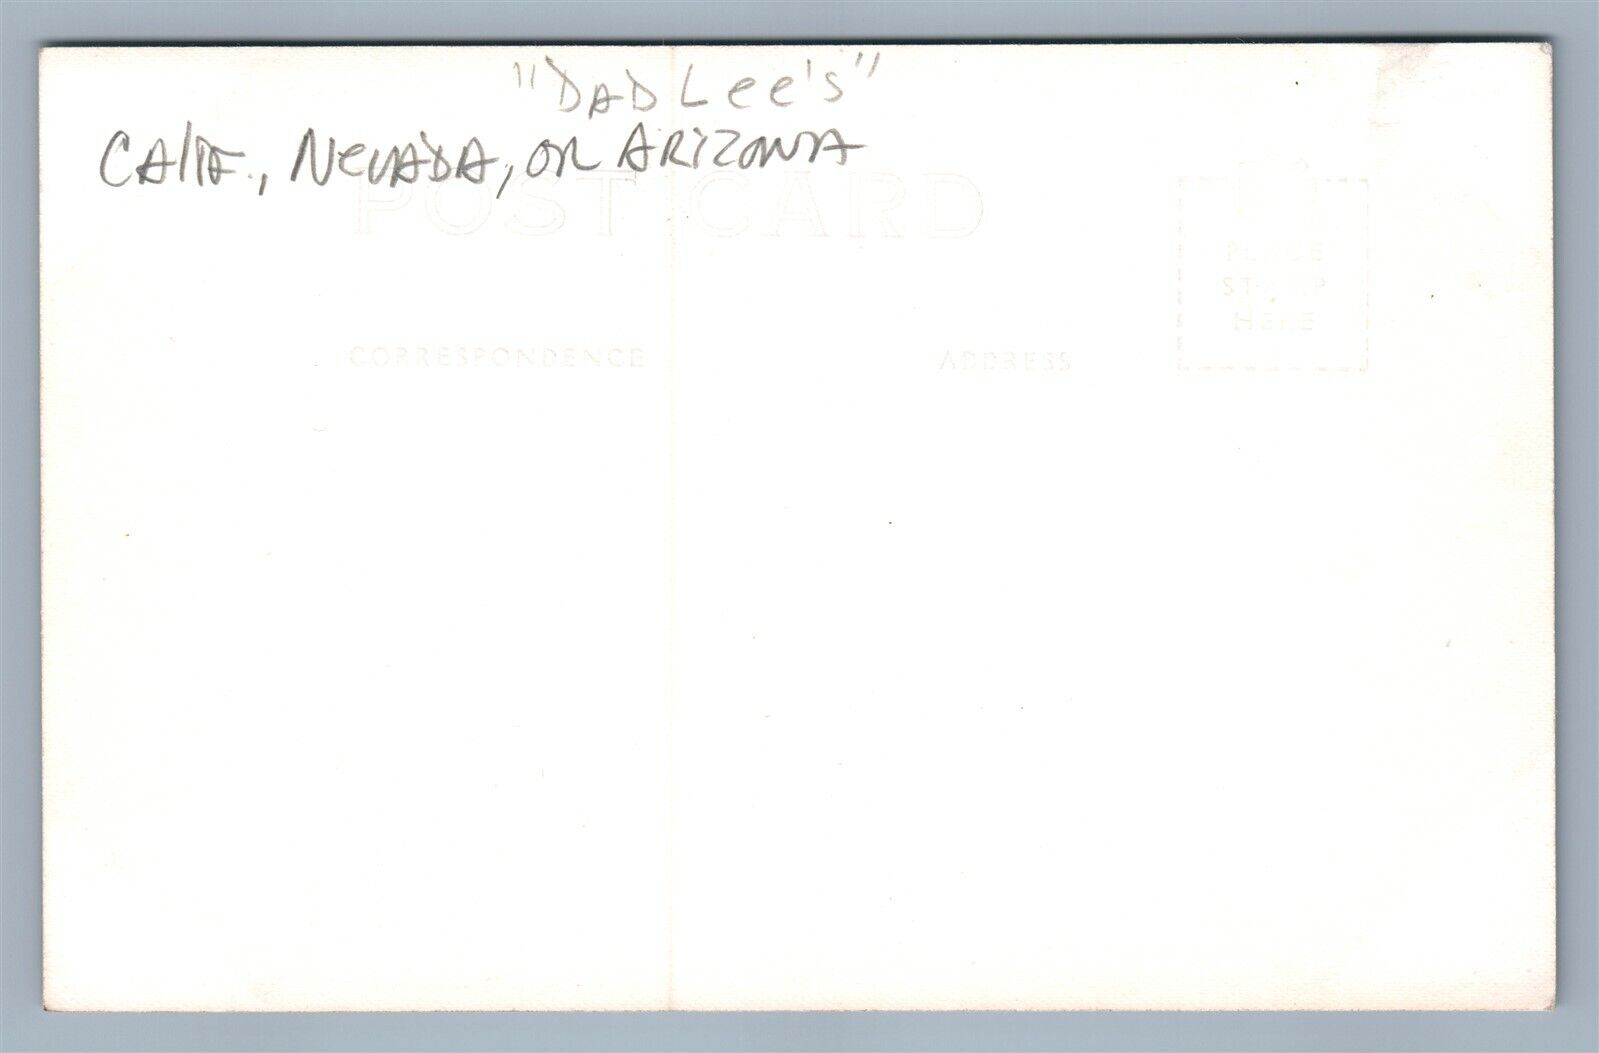 "DAD Lee's"
CALIF., NEVADA, OR ARIZONA
POST CARD
PLACE
STAMP
HERE
CORRESPONDENCE
ADDRESS